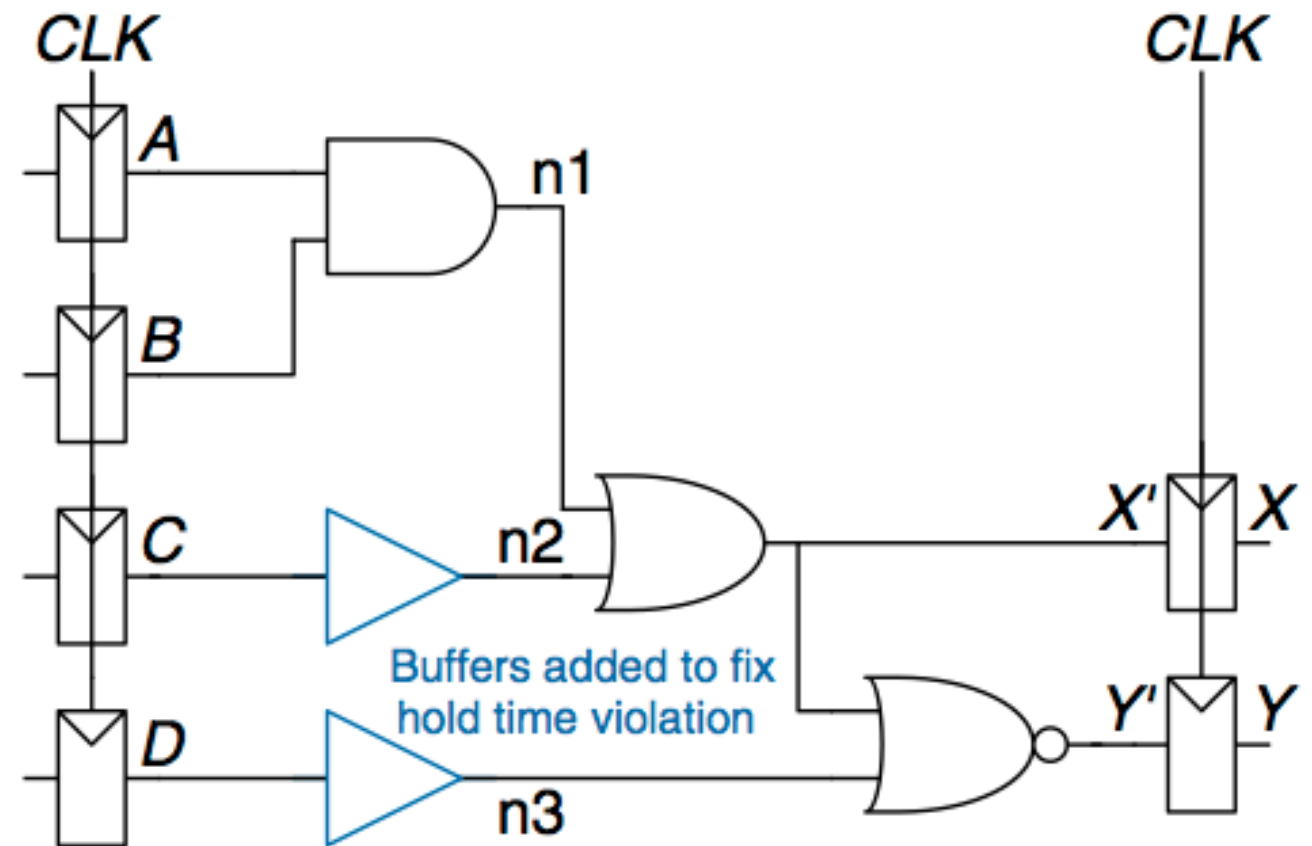 CLK
CLK
A
n1
B
C
n2
X'
X
Buffers added to fix
hold time violation
D
Y'
Y
n3